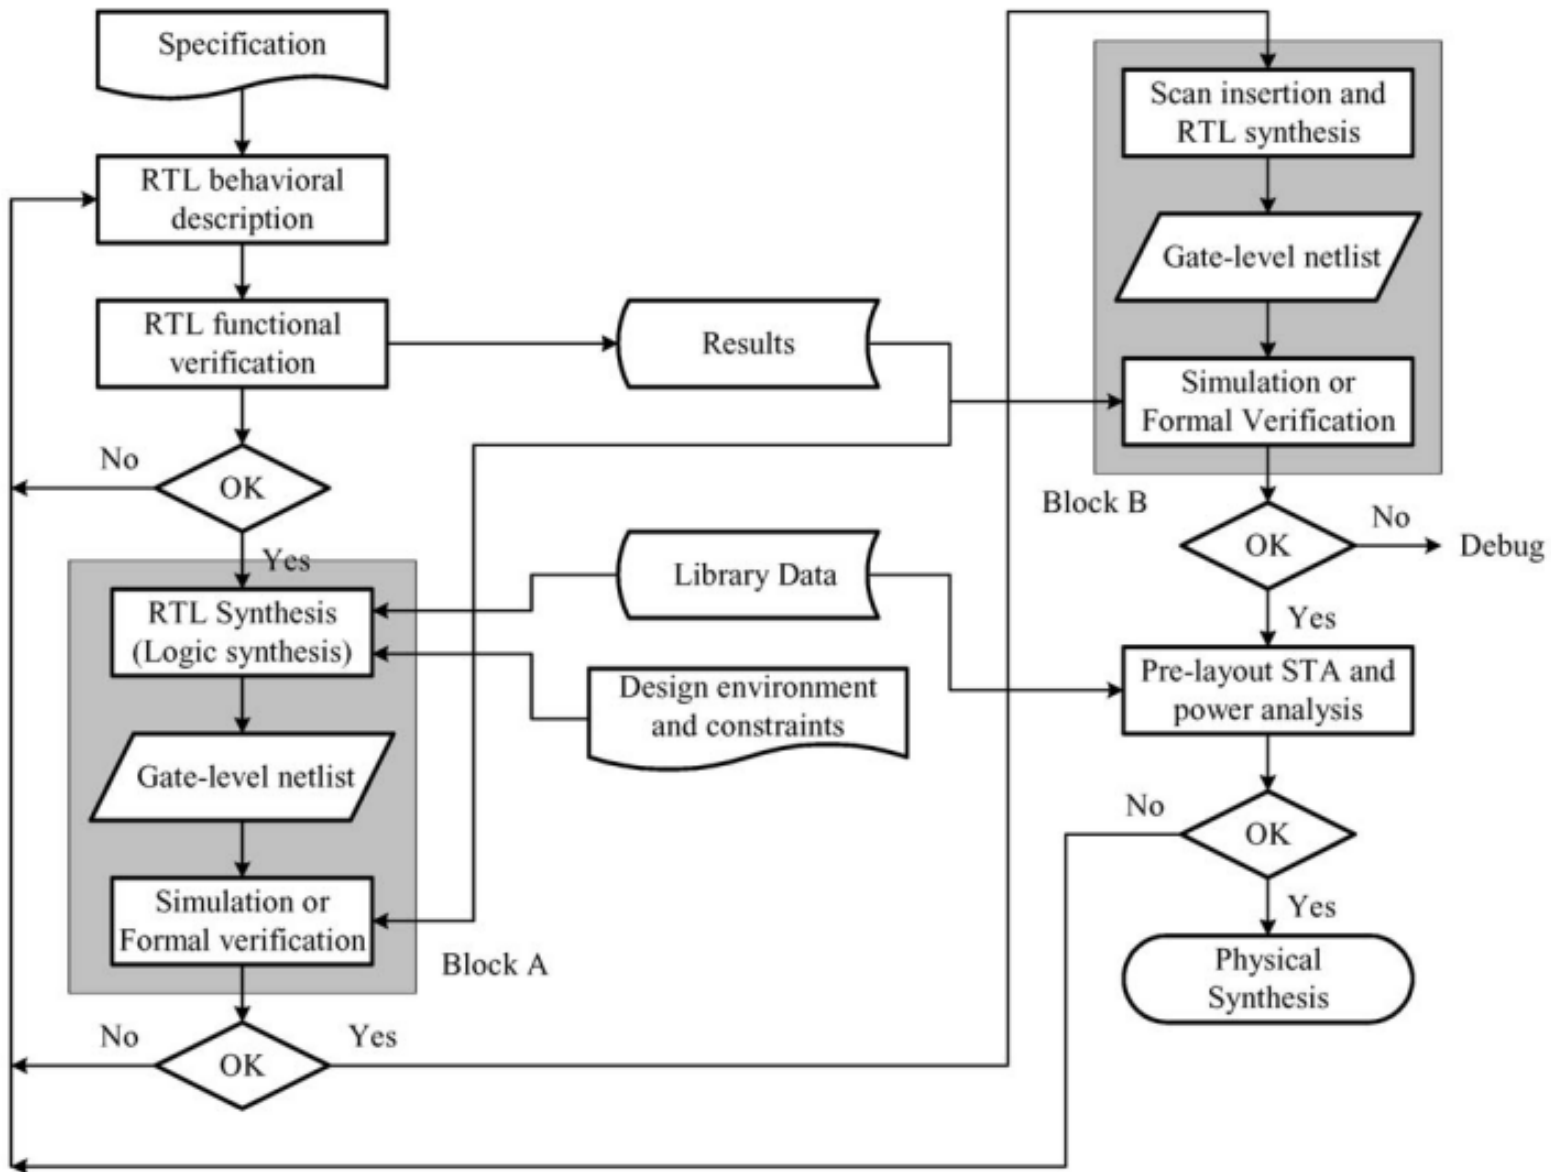 Specification
RTL behavioral
description
RTL functional
verification
No
OK
Yes
RTL Synthesis
(Logic synthesis)
Gate-level netlist
Simulation or
Formal verification
Block A
No
OK
Yes
Results
Library Data
Design environment
and constraints
Scan insertion and
RTL synthesis
Gate-level netlist
Simulation or
Formal Verification
Block B
OK
No
Debug
Yes
Pre-layout STA and
power analysis
No
OK
Yes
Physical
Synthesis